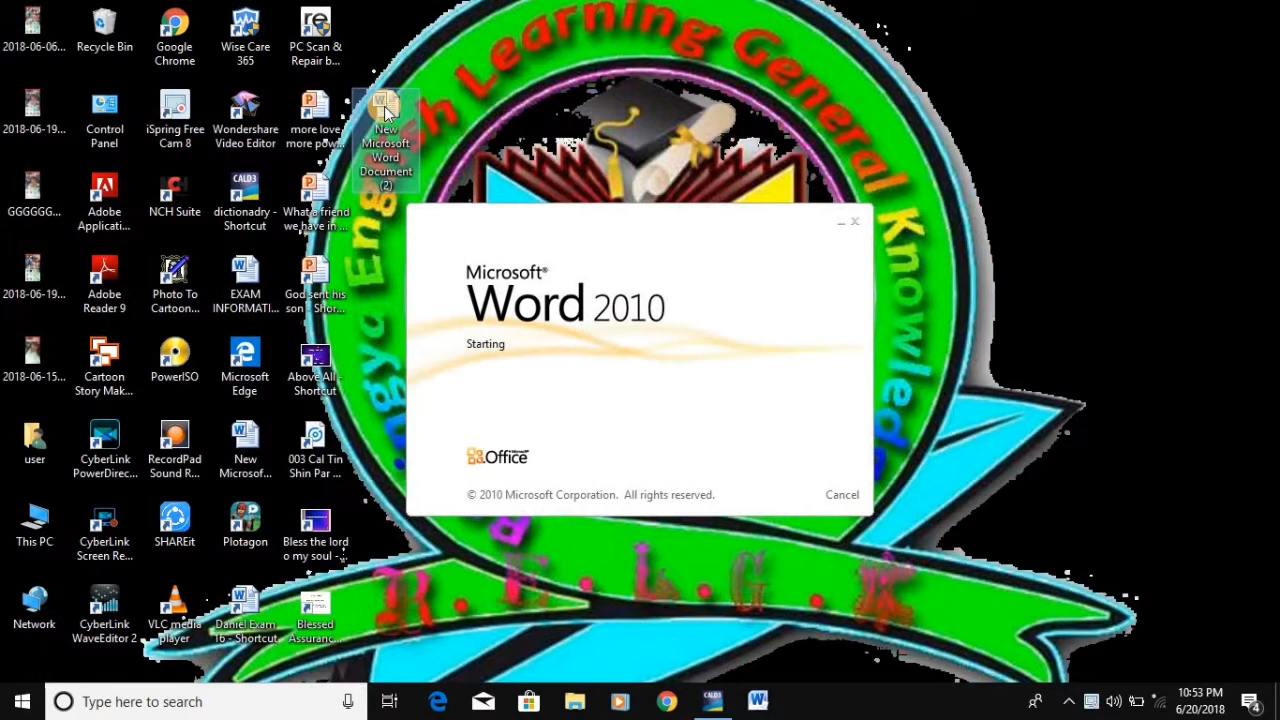 2018-06-06...
Recycle Bin
Google
Chrome
Wise Care
365
PC Scan &
Repair b...
2018-06-19...
Control
Panel
iSpring Free
Cam 8
Wondershare
Video Editor
more love
more pow...
New
Microsoft
Word
Document
(2)
GGGGGG...
Adobe
Applicati...
NCH Suite
CALD3
dictionadry -
Shortcut
What a friend
we have in ...
2018-06-19...
Adobe
Reader 9
Photo To
Cartoon...
EXAM
INFORMATI...
God sent his
son - Shor...
2018-06-15...
Cartoon
Story Mak...
PowerISO
Microsoft
Edge
Above All -
Shortcut
user
CyberLink
PowerDirec...
RecordPad
Sound R...
New
Microsof...
003 Cal Tin
Shin Par ...
This PC
CyberLink
Screen Re...
SHAREit
Plotagon
Bless the lord
o my soul -...
Network
CyberLink
WaveEditor 2
VLC media
player
Daniel Exam
16 - Shortcut
Blessed
Assuranc...
English Learning General Knowled
Microsoft®
Word 2010
Starting
Office
© 2010 Microsoft Corporation. All rights reserved.
Cancel
Type here to search
CALD3
10:53 PM
6/20/2018
4